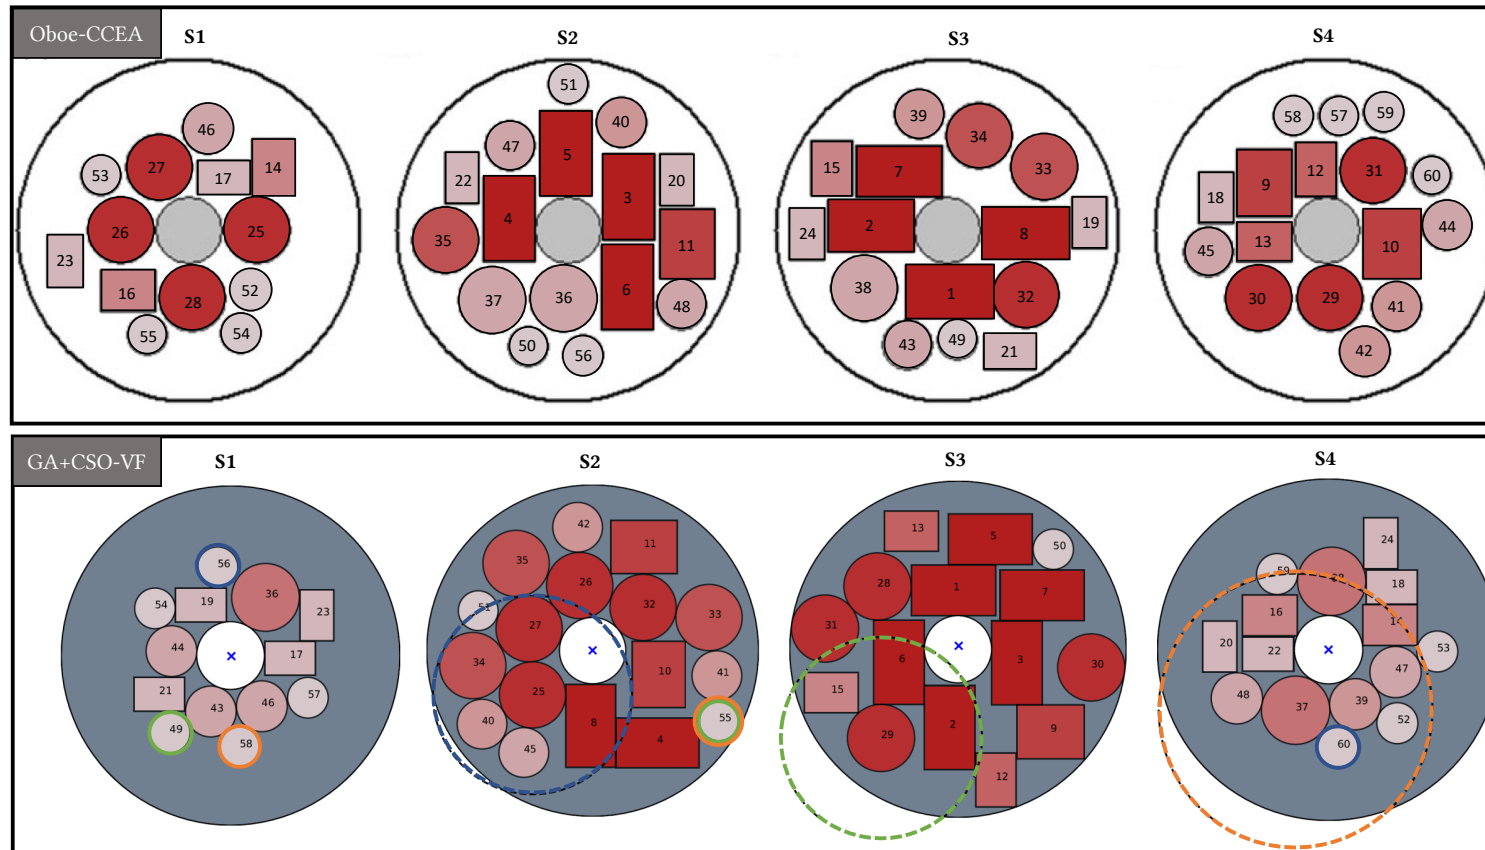 Oboe-CCEA
S1 S2 S3 S4
46 27 14 53 17 26 25 23 16 28 52 55 54
51 40 47 5 22 3 20 4 35 11 37 36 6 48 50 56
39 34 15 7 33 2 24 8 19 38 1 32 43 49 21
58 57 59 9 12 31 60 18 44 45 13 10 30 29 41 42
GA+CSO-VF
S1 S2 S3 S4
56 36 54 19 23 44 17 21 43 46 57 49 58
42 11 35 26 51 27 32 33 34 10 41 25 40 8 55 45 4
13 5 50 28 1 7 31 6 3 30 15 29 2 9 12
24 59 38 18 16 14 20 22 53 47 48 37 39 52 60